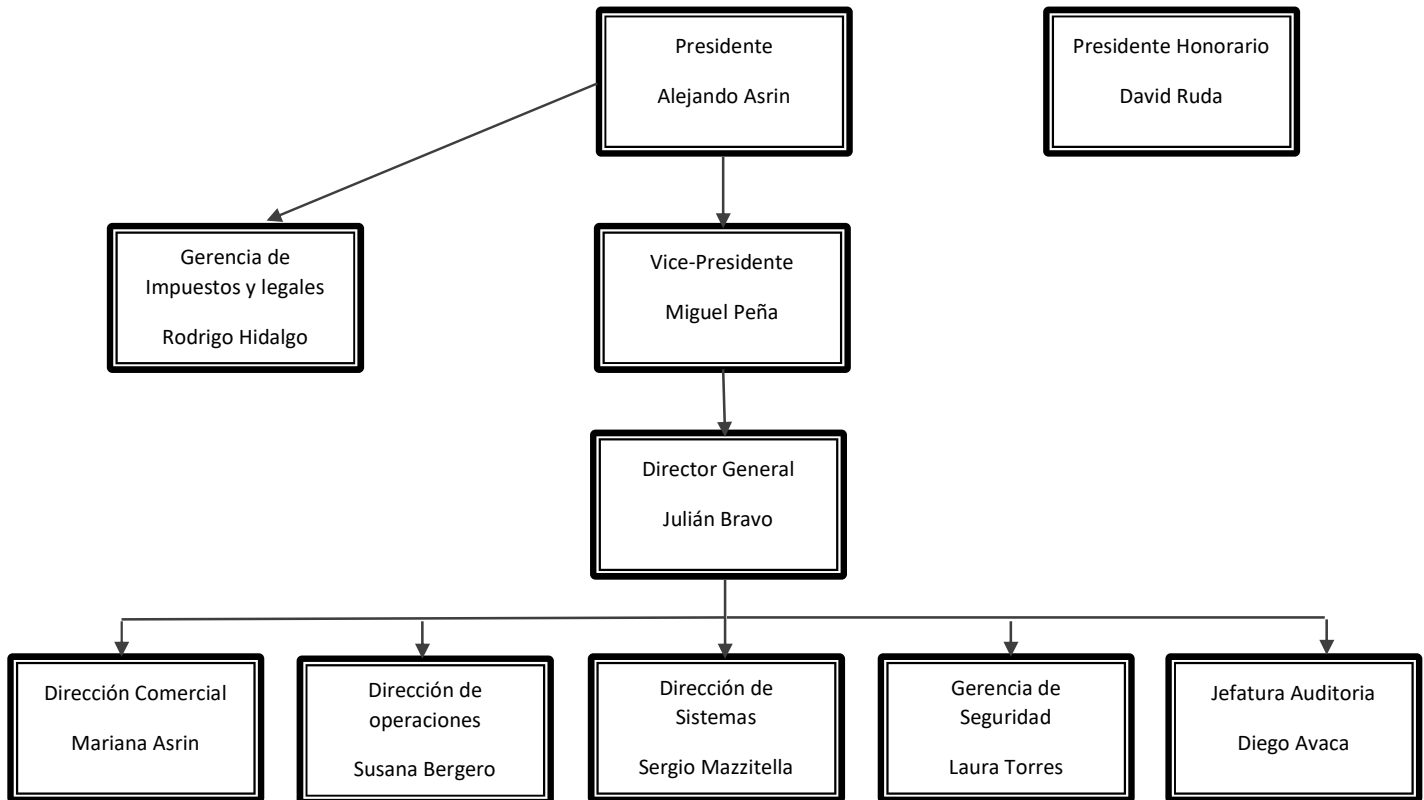 Presidente
Alejando Asrin
Presidente Honorario
David Ruda
Gerencia de
Impuestos y legales
Rodrigo Hidalgo
Vice-Presidente
Miguel Peña
Director General
Julián Bravo
Dirección Comercial
Mariana Asrin
Dirección de
operaciones
Susana Bergero
Dirección de
Sistemas
Sergio Mazzitella
Gerencia de
Seguridad
Laura Torres
Jefatura Auditoria
Diego Avaca